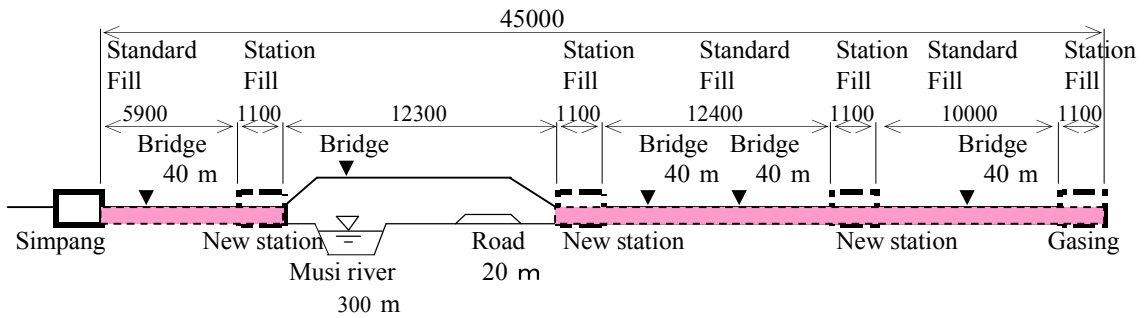 45000
Standard Station Station Standard Station Standard Station
Fill Fill Fill Fill Fill Fill Fill
5900 1100 12300 1100 12400 1100 10000 1100
Bridge Bridge Bridge Bridge Bridge
40 m 40 m 40 m 40 m
Simpang New station Road New station New station Gasing
Musi river 20 m
300 m